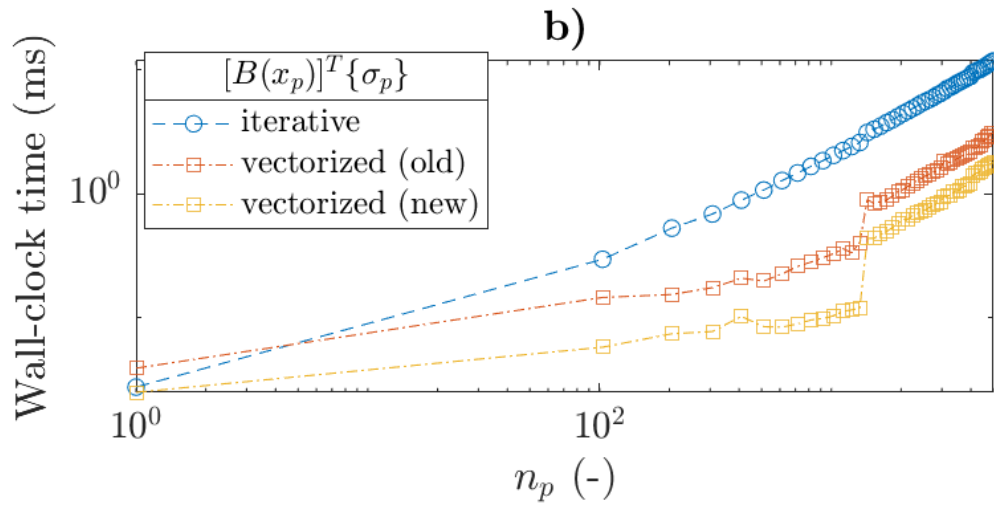 b)
[B(x_p)]^T{σ_p}
iterative
vectorized (old)
vectorized (new)
Wall-clock time (ms)
10^0
10^0
10^2
n_p (-)